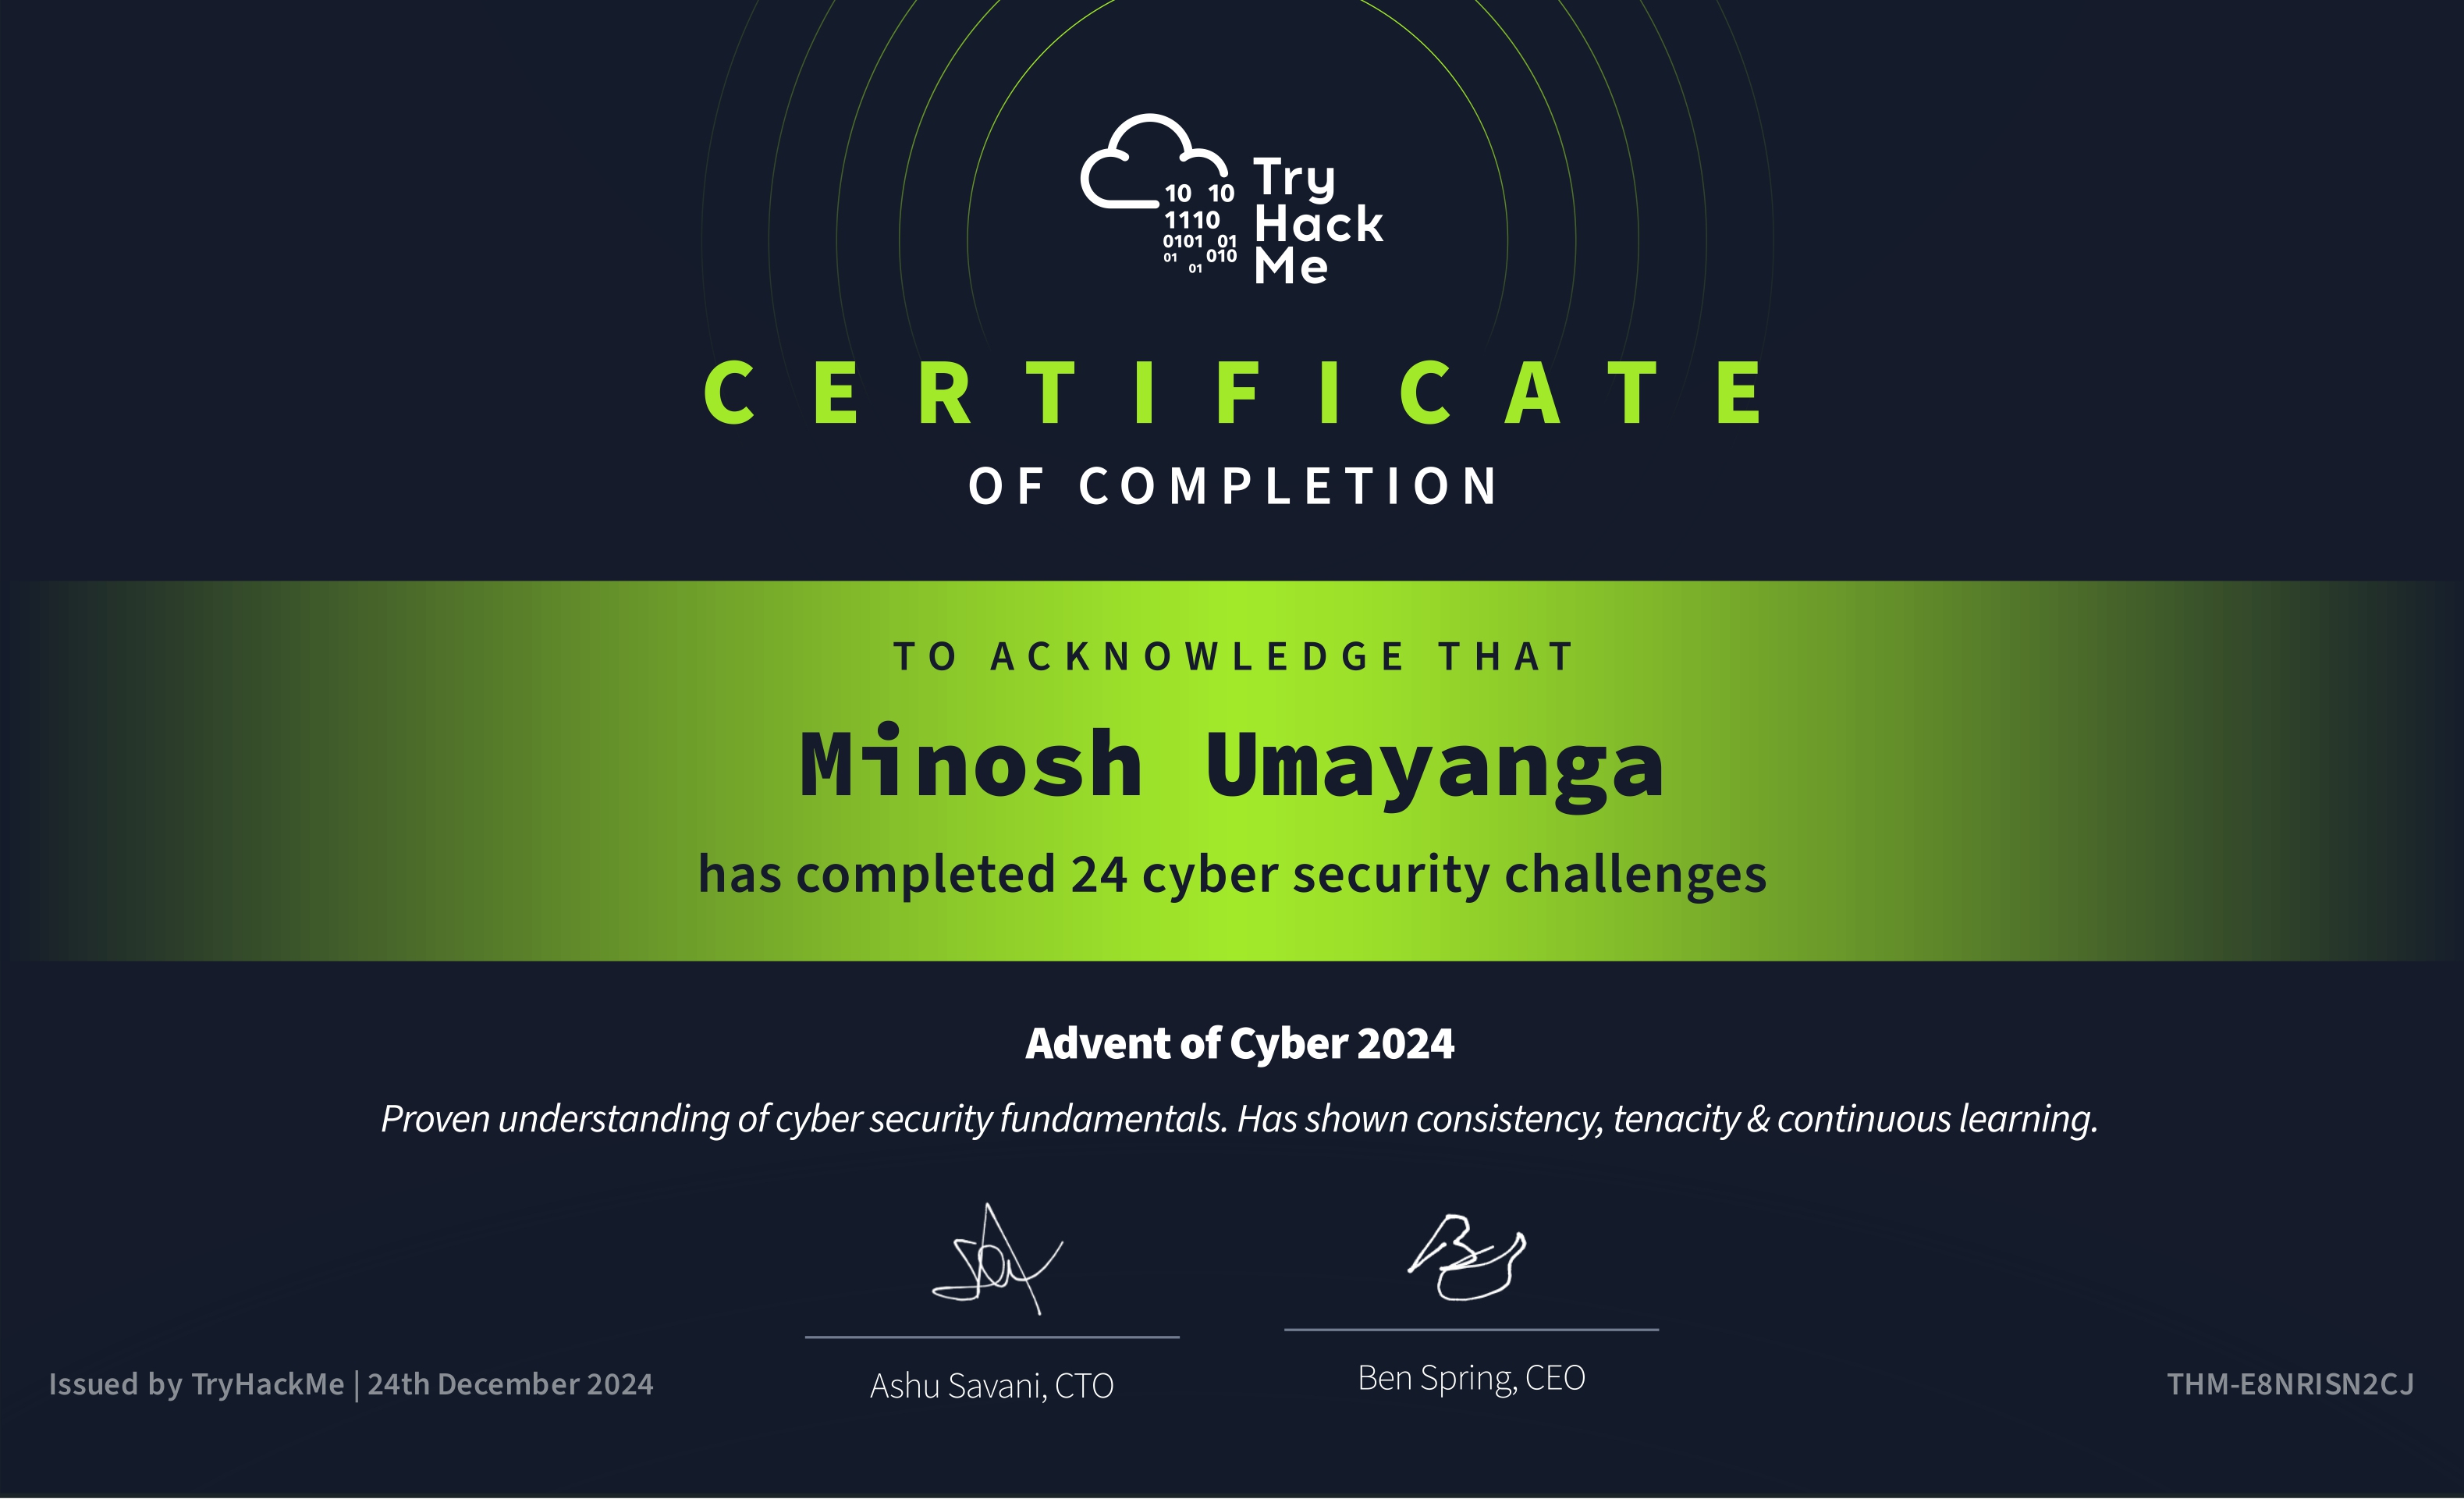 10 10
1110
0101 01
01 010
01
Try
Hack
Me
CERTIFICATE
OF COMPLETION
TO ACKNOWLEDGE THAT
Minosh Umayanga
has completed 24 cyber security challenges
Advent of Cyber 2024
Proven understanding of cyber security fundamentals. Has shown consistency, tenacity & continuous learning.
Issued by TryHackMe | 24th December 2024
Ashu Savani, CTO
Ben Spring, CEO
THM-E8NRISN2CJ